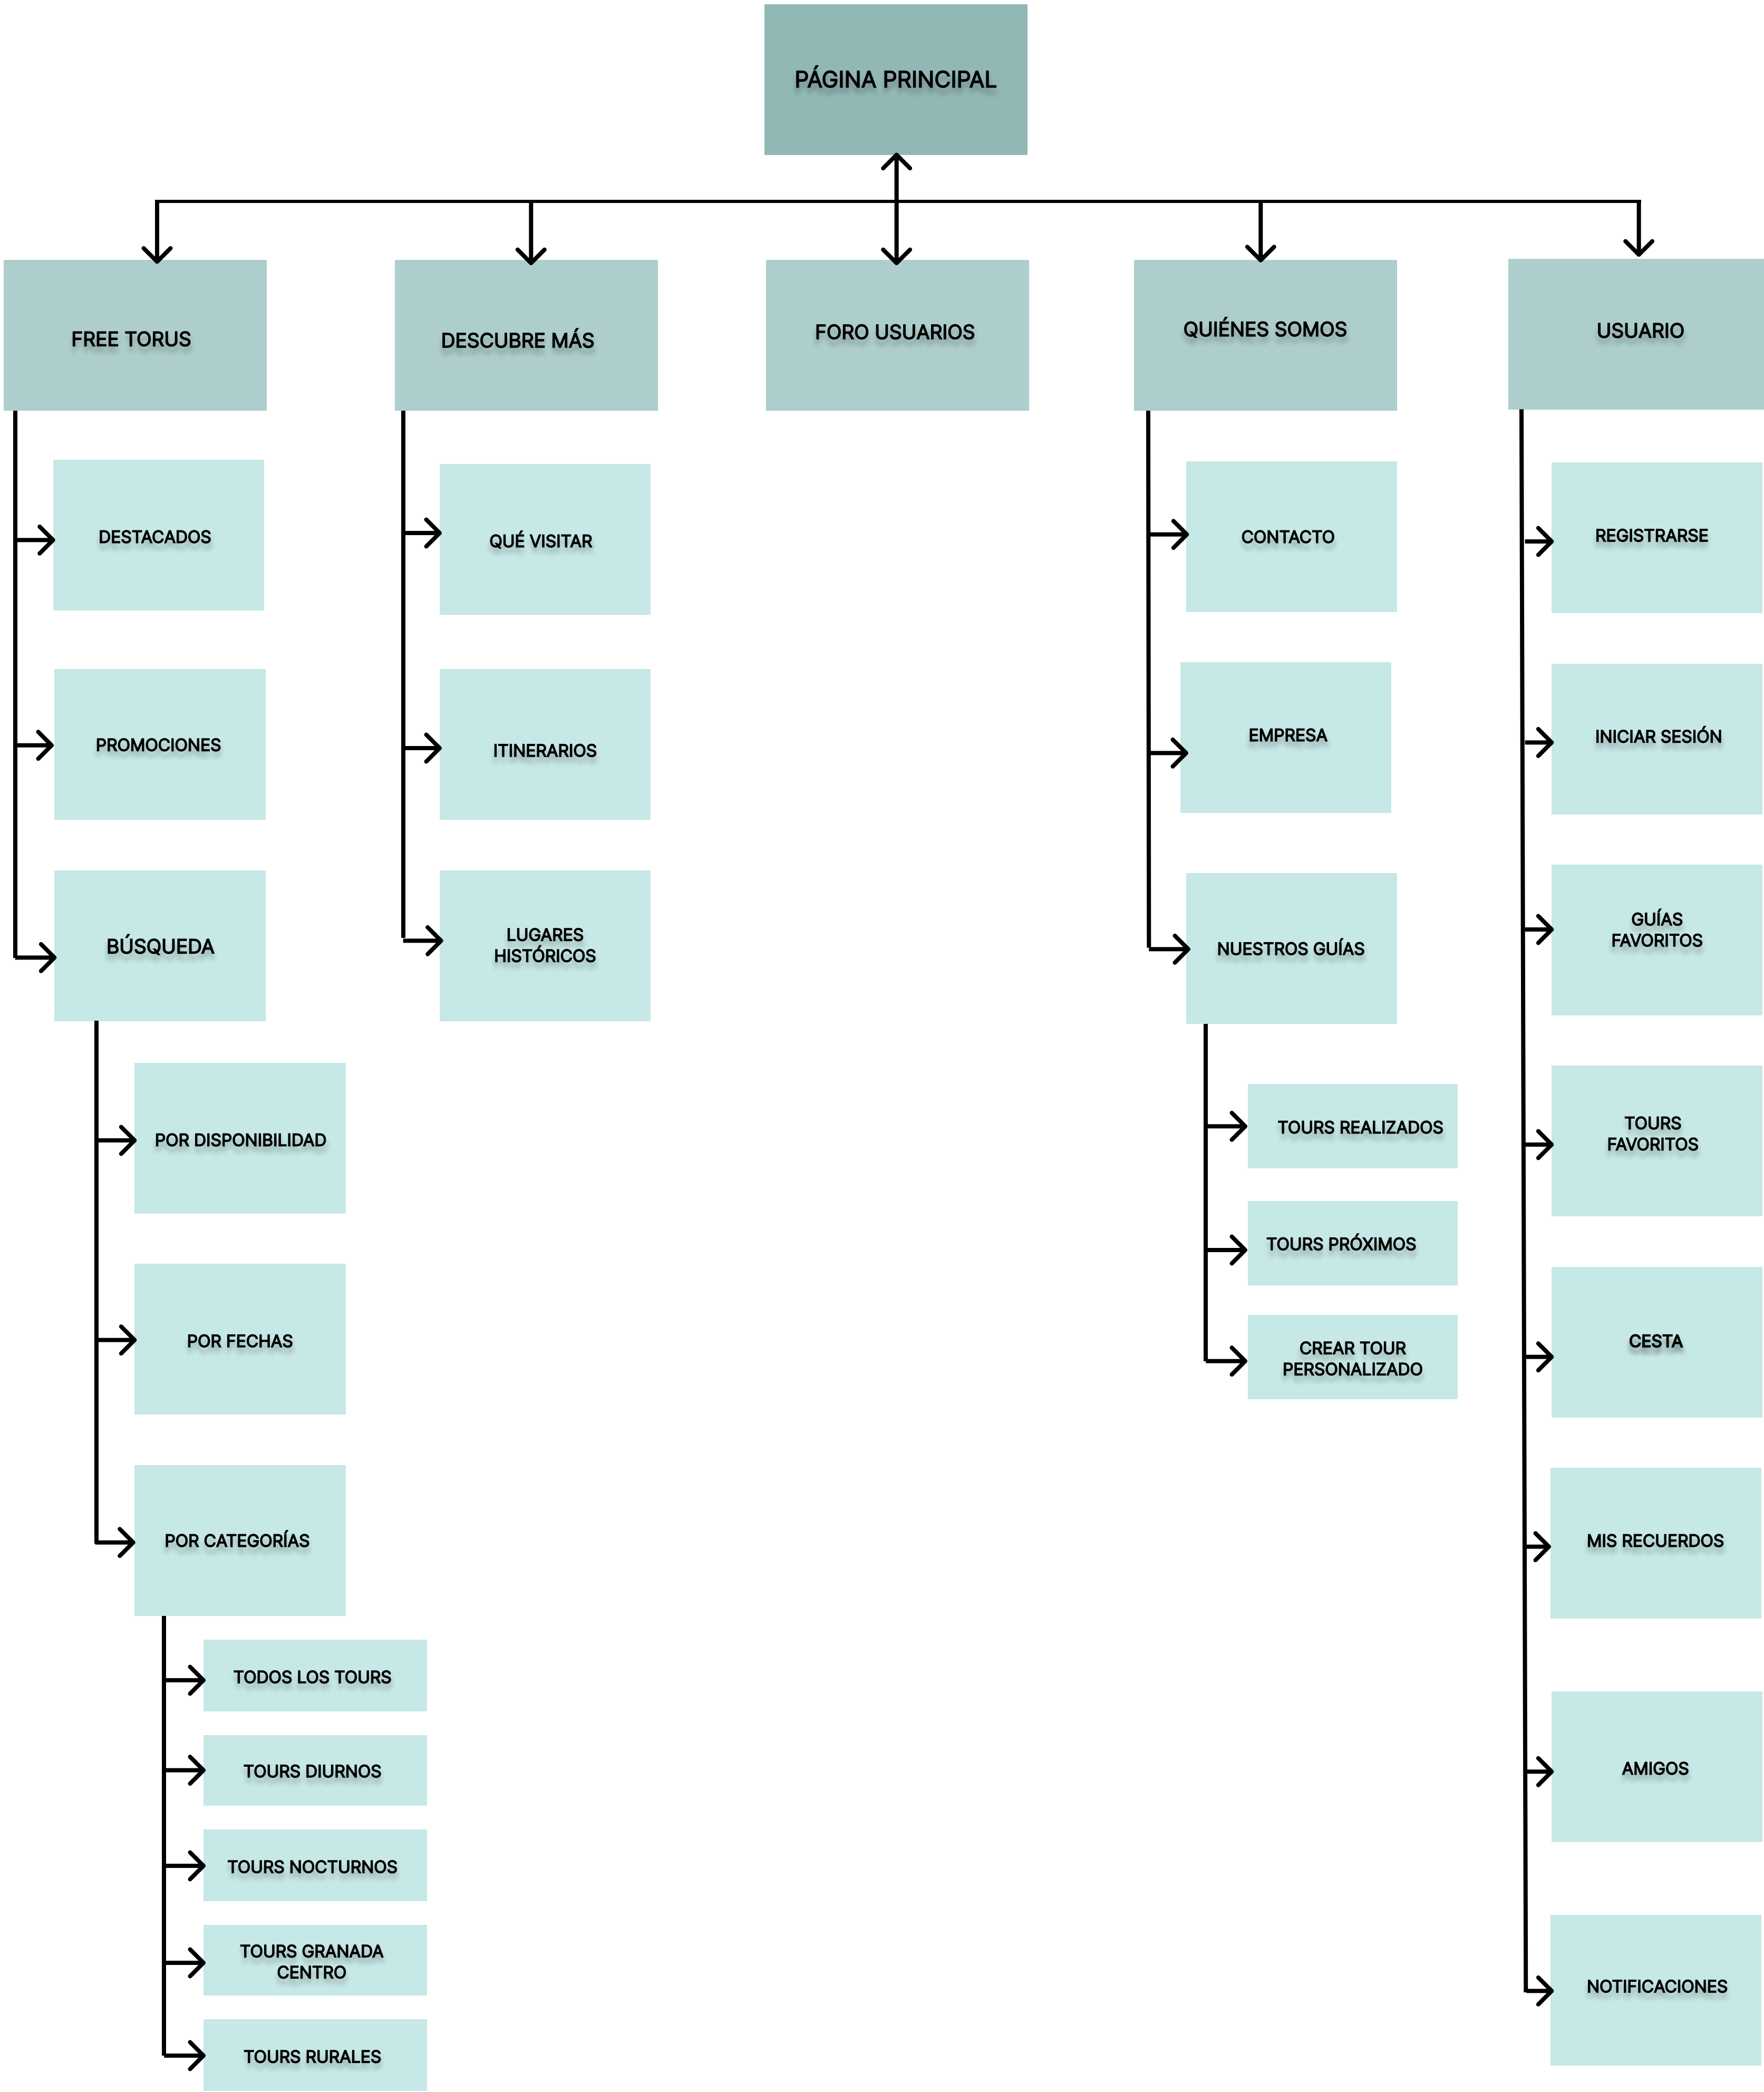 PÁGINA PRINCIPAL
FREE TORUS
DESTACADOS
PROMOCIONES
BÚSQUEDA
POR DISPONIBILIDAD
POR FECHAS
POR CATEGORÍAS
TODOS LOS TOURS
TOURS DIURNOS
TOURS NOCTURNOS
TOURS GRANADA
CENTRO
TOURS RURALES
DESCUBRE MÁS
QUÉ VISITAR
ITINERARIOS
LUGARES
HISTÓRICOS
FORO USUARIOS
QUIÉNES SOMOS
CONTACTO
EMPRESA
NUESTROS GUÍAS
TOURS REALIZADOS
TOURS PRÓXIMOS
CREAR TOUR
PERSONALIZADO
USUARIO
REGISTRARSE
INICIAR SESIÓN
GUÍAS
FAVORITOS
TOURS
FAVORITOS
CESTA
MIS RECUERDOS
AMIGOS
NOTIFICACIONES